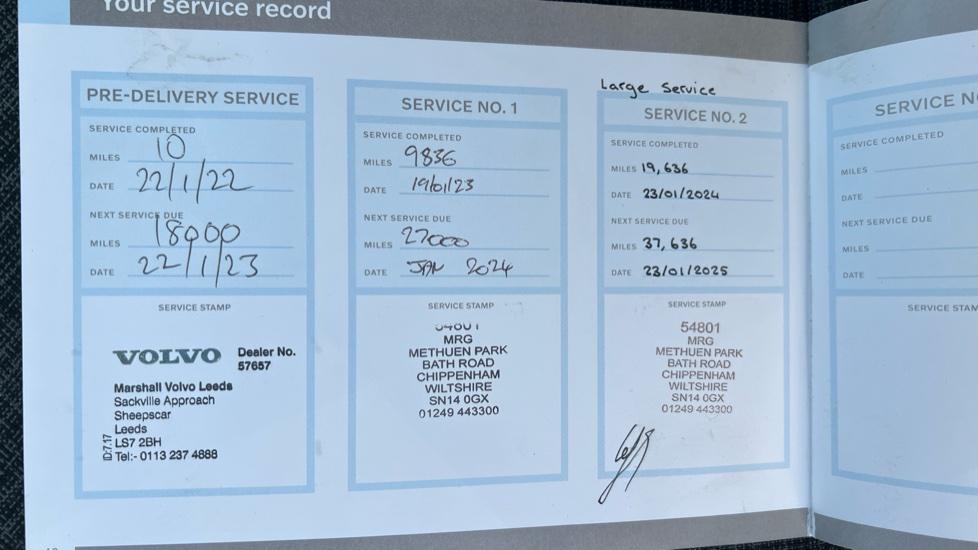 Your service record
PRE-DELIVERY SERVICE
SERVICE COMPLETED
MILES 10
DATE 22/1/22
NEXT SERVICE DUE
MILES 18000
DATE 22/1/23
SERVICE STAMP
VOLVO Dealer No.
57657
Marshall Volvo Leeds
Sackville Approach
Sheepscar
Leeds
LS7 2BH
Tel:- 0113 237 4888
ID:7.17
SERVICE NO. 1
SERVICE COMPLETED
MILES 9836
DATE 19/01/23
NEXT SERVICE DUE
MILES 27000
DATE JAN 2024
SERVICE STAMP
MRG
METHUEN PARK
BATH ROAD
CHIPPENHAM
WILTSHIRE
SN14 0GX
01249 443300
Large Service
SERVICE NO. 2
SERVICE COMPLETED
MILES 19,636
DATE 23/01/2024
NEXT SERVICE DUE
MILES 37,636
DATE 23/01/2025
SERVICE STAMP
54801
MRG
METHUEN PARK
BATH ROAD
CHIPPENHAM
WILTSHIRE
SN14 0GX
01249 443300
SERVICE
SERVICE COMPLETED
MILES
DATE
NEXT SERVICE DUE
MILES
DATE
SERVICE